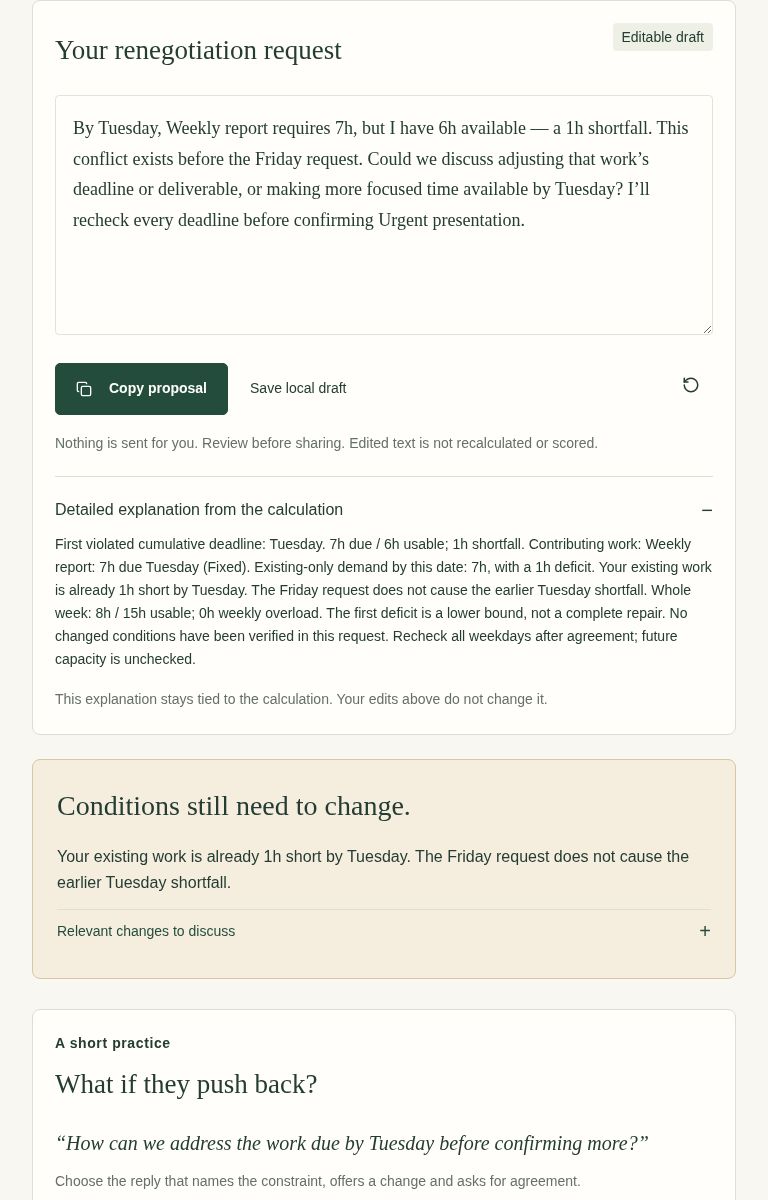 Your renegotiation request
Editable draft
By Tuesday, Weekly report requires 7h, but I have 6h available — a 1h shortfall. This
conflict exists before the Friday request. Could we discuss adjusting that work’s
deadline or deliverable, or making more focused time available by Tuesday? I’ll
recheck every deadline before confirming Urgent presentation.
Copy proposal
Save local draft
Nothing is sent for you. Review before sharing. Edited text is not recalculated or scored.
Detailed explanation from the calculation
−
First violated cumulative deadline: Tuesday. 7h due / 6h usable; 1h shortfall. Contributing work: Weekly
report: 7h due Tuesday (Fixed). Existing-only demand by this date: 7h, with a 1h deficit. Your existing work
is already 1h short by Tuesday. The Friday request does not cause the earlier Tuesday shortfall. Whole
week: 8h / 15h usable; 0h weekly overload. The first deficit is a lower bound, not a complete repair. No
changed conditions have been verified in this request. Recheck all weekdays after agreement; future
capacity is unchecked.
This explanation stays tied to the calculation. Your edits above do not change it.
Conditions still need to change.
Your existing work is already 1h short by Tuesday. The Friday request does not cause the
earlier Tuesday shortfall.
Relevant changes to discuss
+
A short practice
What if they push back?
“How can we address the work due by Tuesday before confirming more?”
Choose the reply that names the constraint, offers a change and asks for agreement.